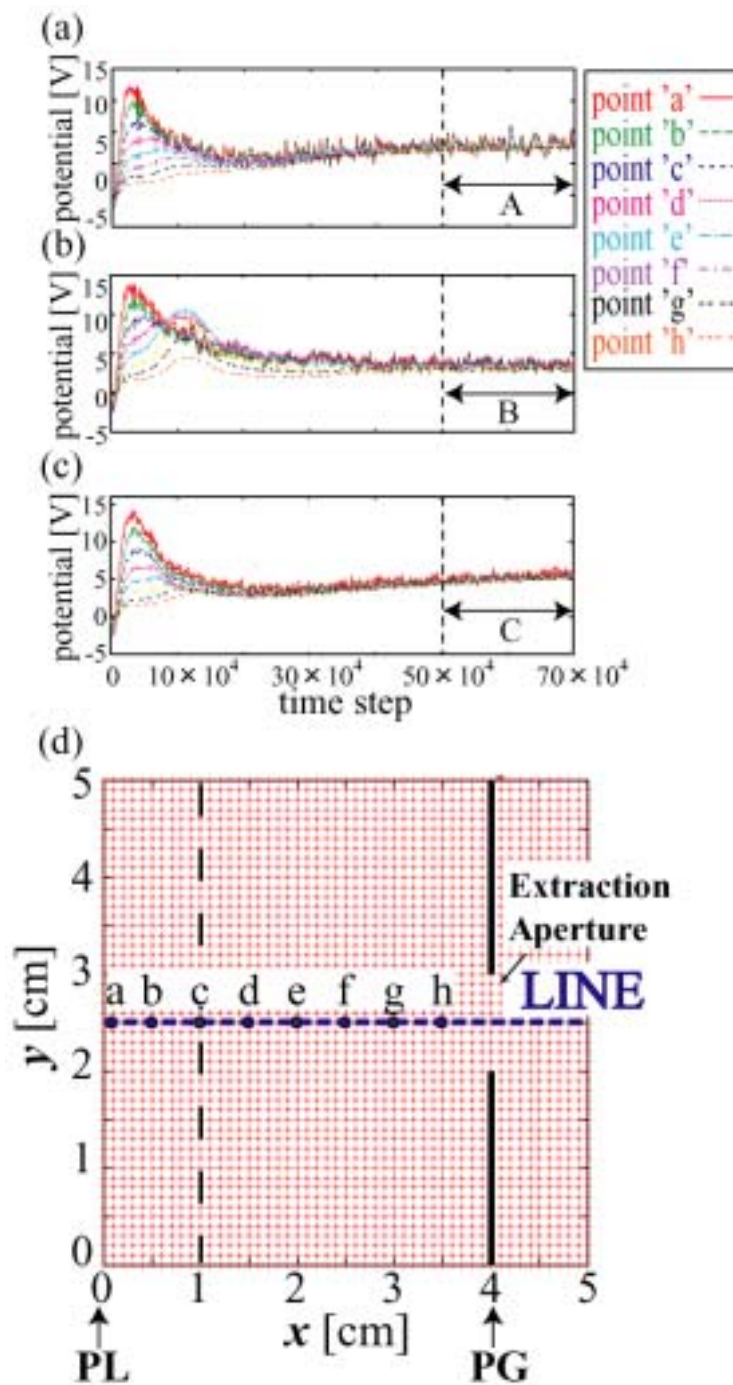 (a)
potential [V]
15
10
5
0
-5
A
point 'a'
point 'b'
point 'c'
point 'd'
point 'e'
point 'f'
point 'g'
point 'h'
(b)
potential [V]
15
10
5
0
-5
B
(c)
potential [V]
15
10
5
0
-5
C
0 10×10⁴ 30×10⁴ 50×10⁴ 70×10⁴
time step
(d)
y [cm]
5
4
3
2
1
0
Extraction
Aperture
LINE
a b c d e f g h
0 1 2 3 4 5
x [cm]
PL PG